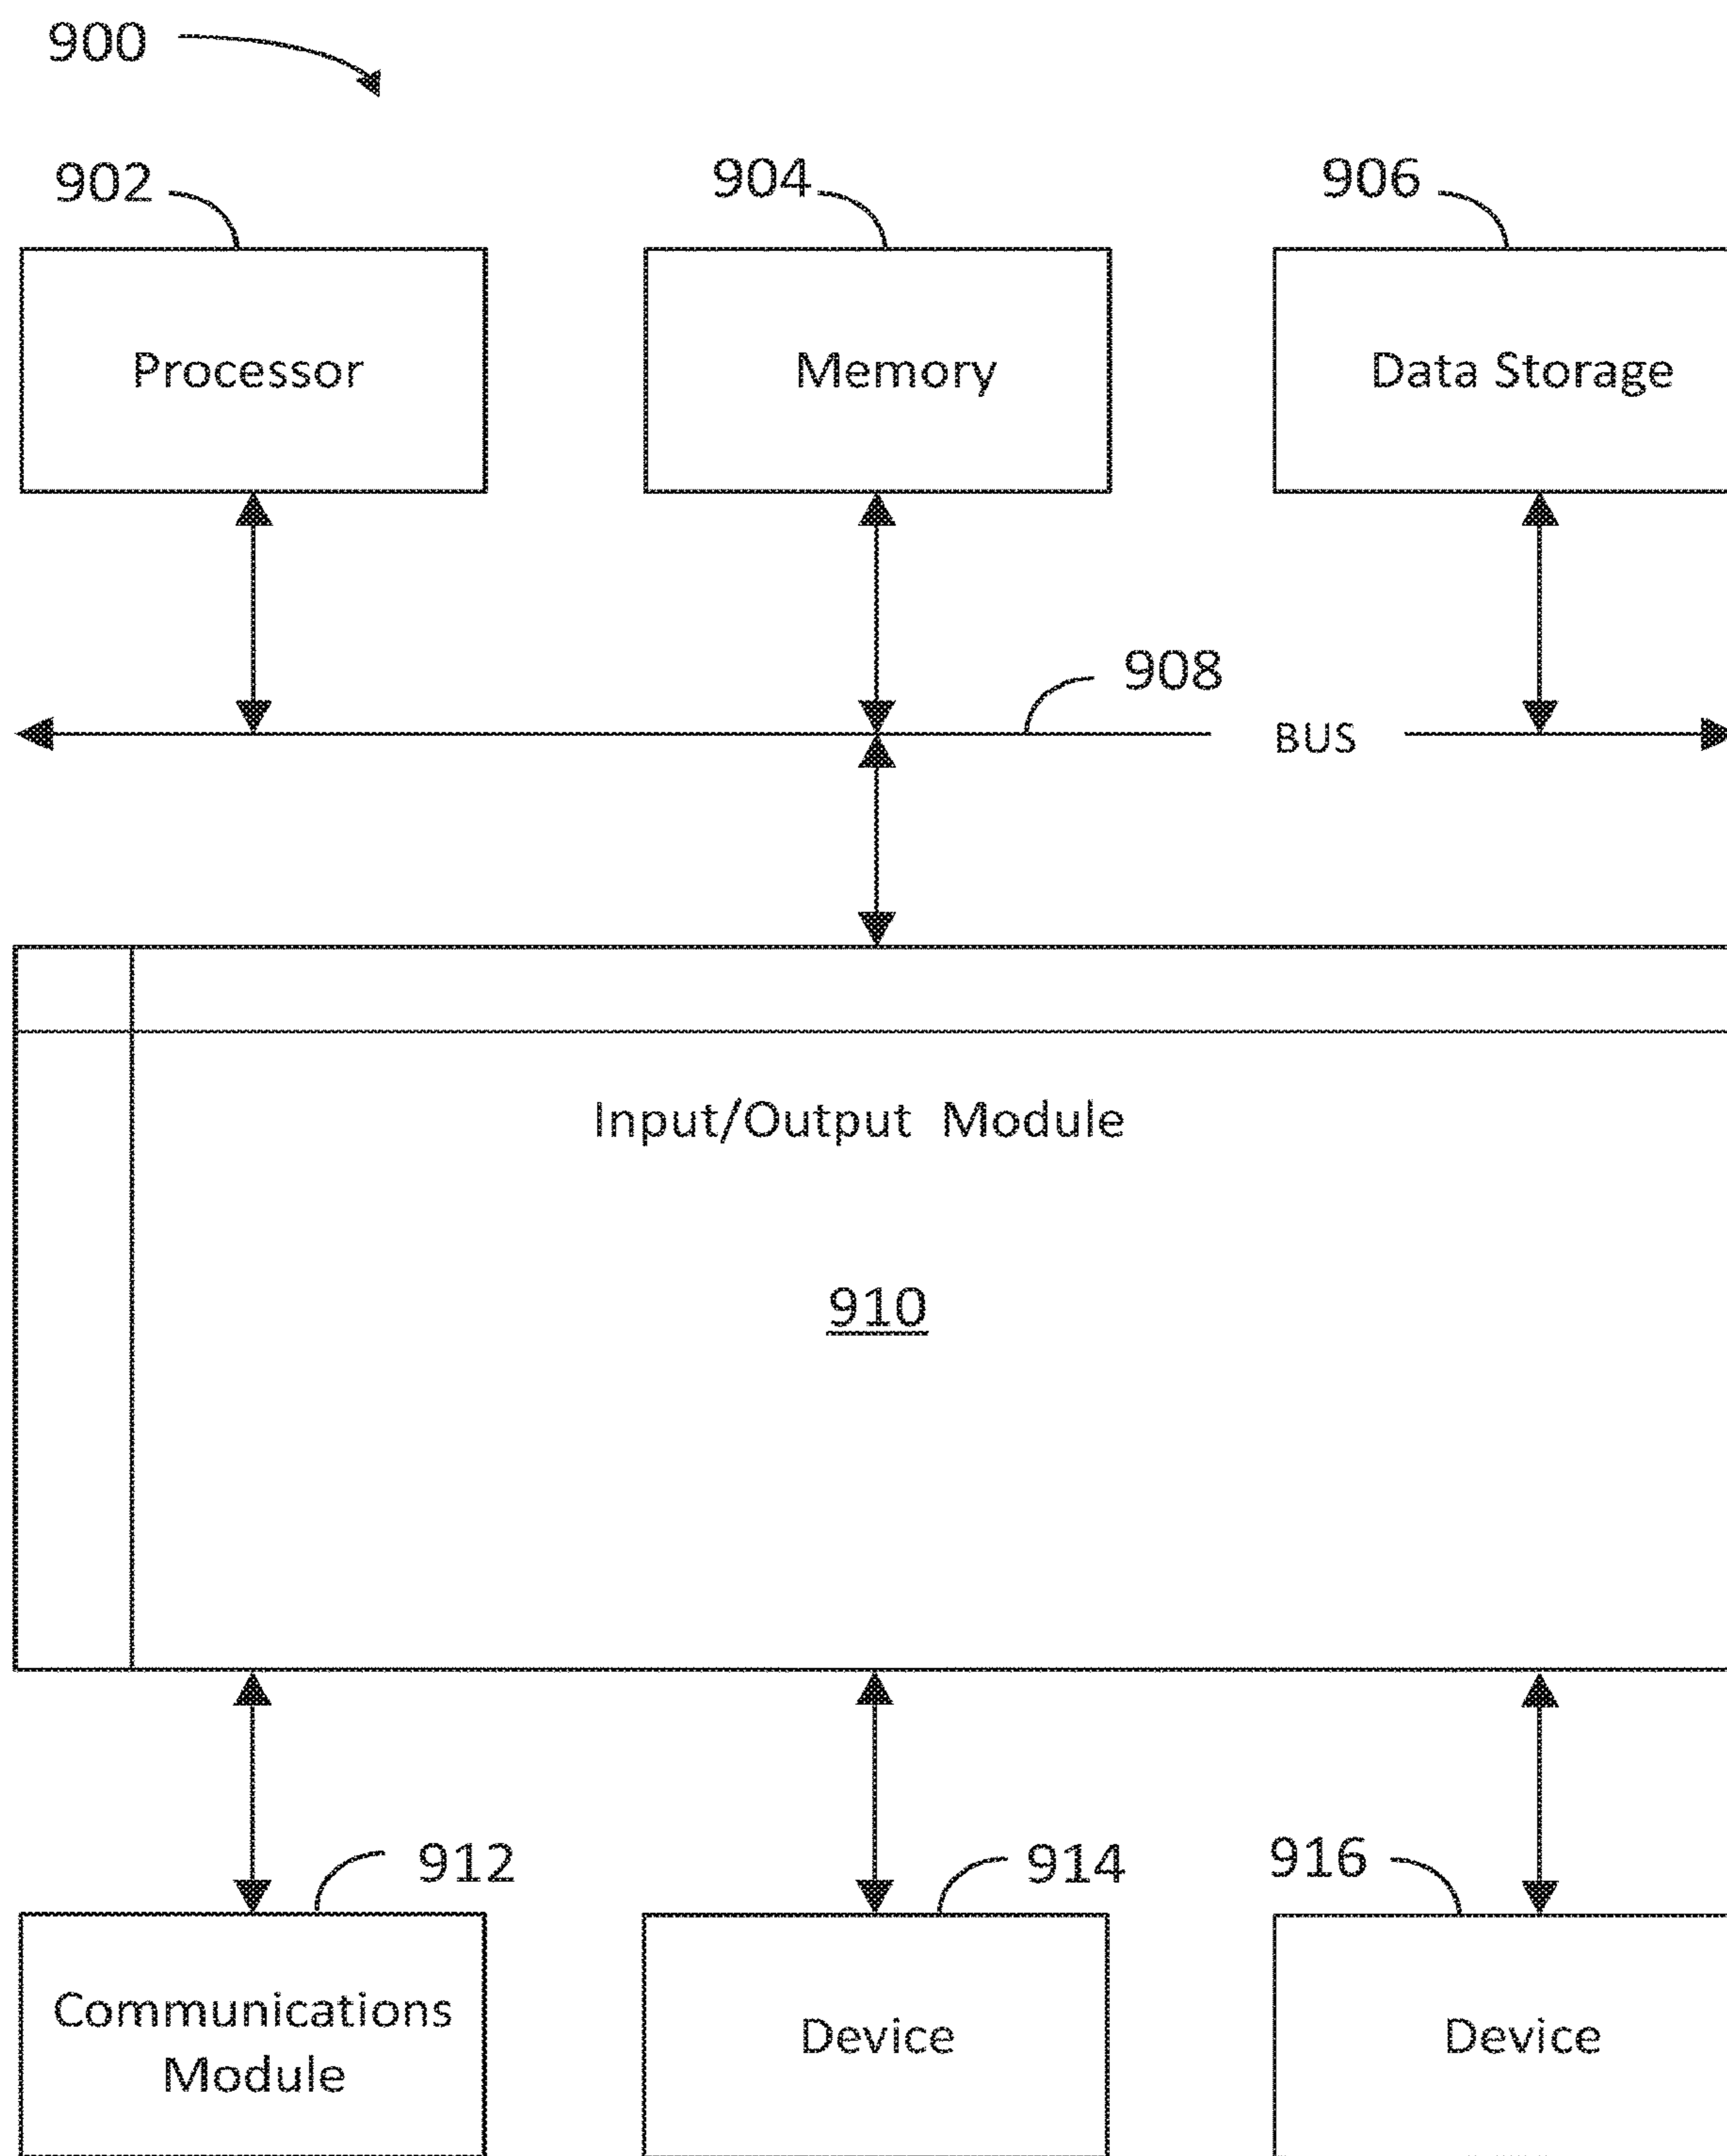 900
902
904
906
Processor
Memory
Data Storage
908
BUS
Input/Output Module
910
912
914
916
Communications
Module
Device
Device